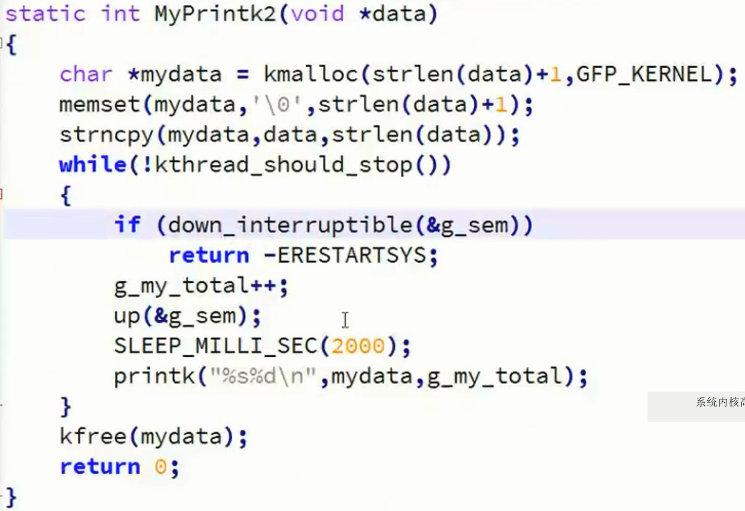 static int MyPrintk2(void *data)
{
    char *mydata = kmalloc(strlen(data)+1,GFP_KERNEL);
    memset(mydata,'\0',strlen(data)+1);
    strncpy(mydata,data,strlen(data));
    while(!kthread_should_stop())
    {
        if (down_interruptible(&g_sem))
            return -ERESTARTSYS;
        g_my_total++;
        up(&g_sem);
        SLEEP_MILLI_SEC(2000);
        printk("%s%d\n",mydata,g_my_total);
系统内核高
    }
    kfree(mydata);
    return 0;
}